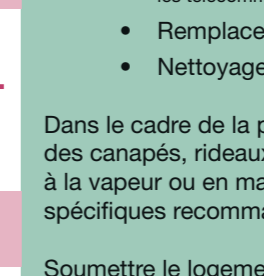 • Remplace
• Nettoyage
Dans le cadre de la p
des canapés, rideaux
à la vapeur ou en ma
spécifiques recomma
Soumettre le logeme